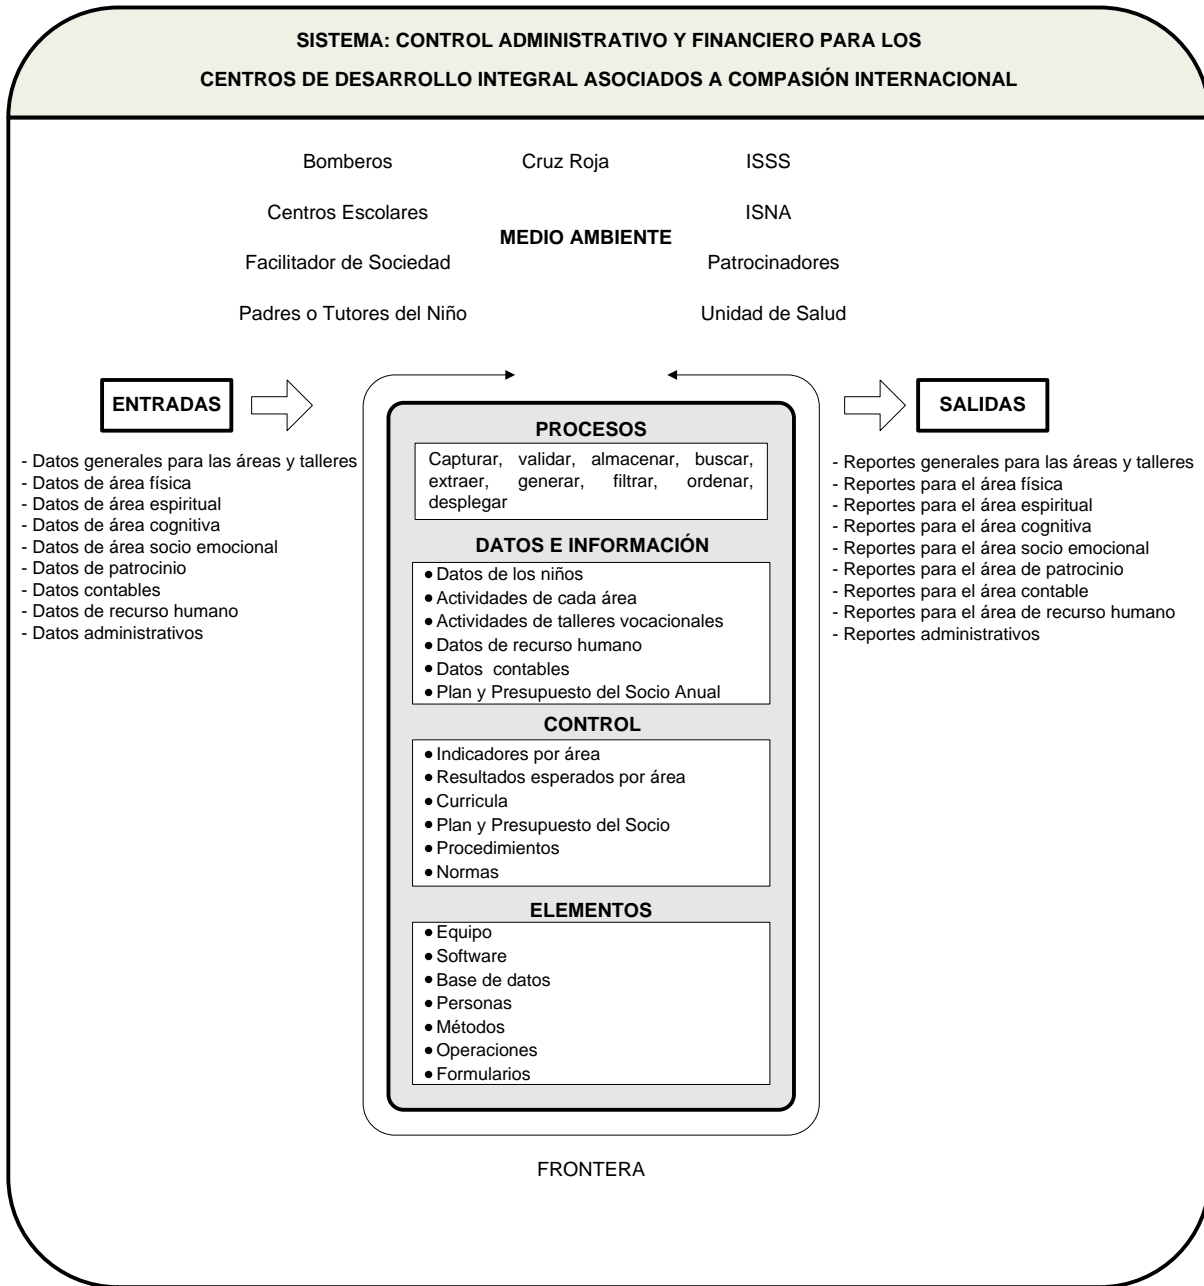 SISTEMA: CONTROL ADMINISTRATIVO Y FINANCIERO PARA LOS
CENTROS DE DESARROLLO INTEGRAL ASOCIADOS A COMPASIÓN INTERNACIONAL
Bomberos
Cruz Roja
ISSS
Centros Escolares
ISNA
MEDIO AMBIENTE
Facilitador de Sociedad
Patrocinadores
Padres o Tutores del Niño
Unidad de Salud
ENTRADAS
- Datos generales para las áreas y talleres
- Datos de área física
- Datos de área espiritual
- Datos de área cognitiva
- Datos de área socio emocional
- Datos de patrocinio
- Datos contables
- Datos de recurso humano
- Datos administrativos
PROCESOS
Capturar, validar, almacenar, buscar,
extraer, generar, filtrar, ordenar,
desplegar
DATOS E INFORMACIÓN
• Datos de los niños
• Actividades de cada área
• Actividades de talleres vocacionales
• Datos de recurso humano
• Datos contables
• Plan y Presupuesto del Socio Anual
CONTROL
• Indicadores por área
• Resultados esperados por área
• Curricula
• Plan y Presupuesto del Socio
• Procedimientos
• Normas
ELEMENTOS
• Equipo
• Software
• Base de datos
• Personas
• Métodos
• Operaciones
• Formularios
SALIDAS
- Reportes generales para las áreas y talleres
- Reportes para el área física
- Reportes para el área espiritual
- Reportes para el área cognitiva
- Reportes para el área socio emocional
- Reportes para el área de patrocinio
- Reportes para el área contable
- Reportes para el área de recurso humano
- Reportes administrativos
FRONTERA